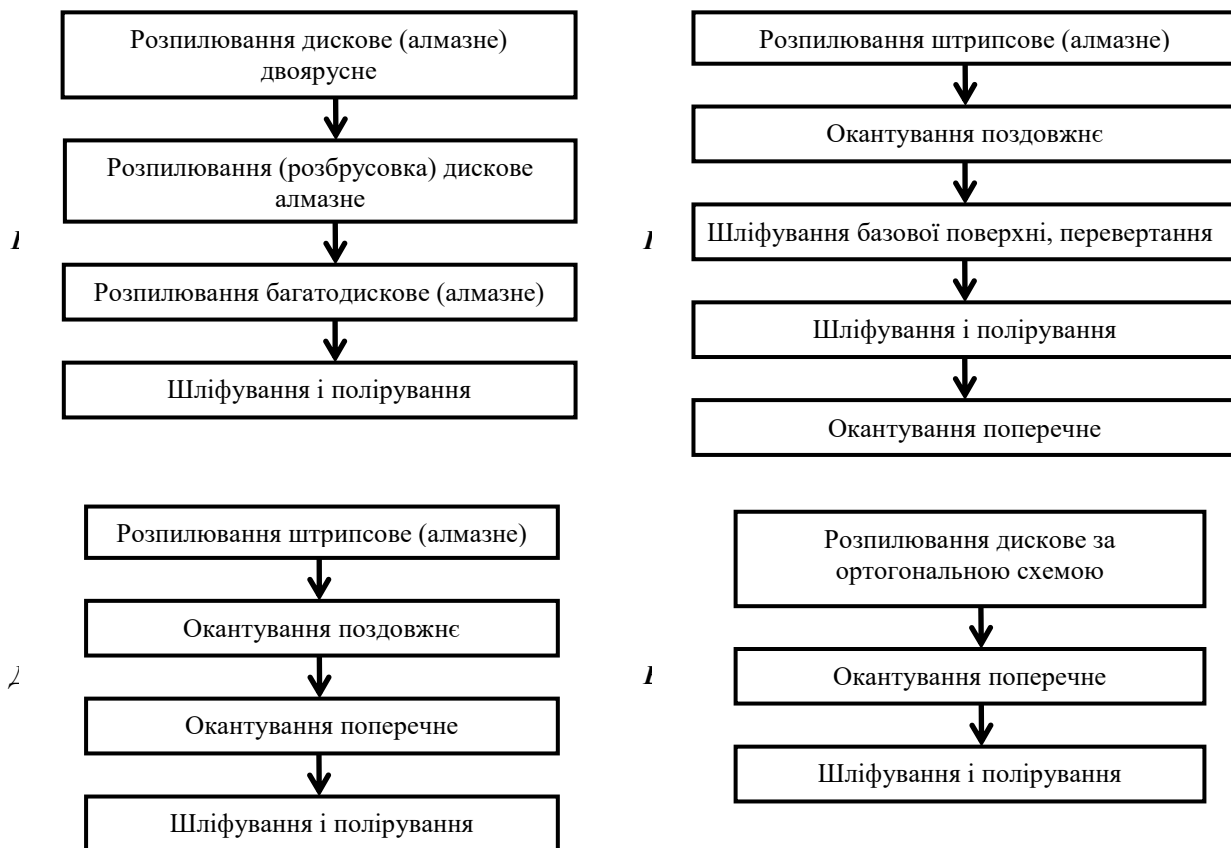 Розпилювання дискове (алмазне)
двоярусне
Розпилювання (розбрусовка) дискове
алмазне
Розпилювання багатодискове (алмазне)
Шліфування і полірування
Розпилювання штрипсове (алмазне)
Окантування поздовжнє
Шліфування базової поверхні, перевертання
Шліфування і полірування
Окантування поперечне
Розпилювання штрипсове (алмазне)
Окантування поздовжнє
Окантування поперечне
Шліфування і полірування
Розпилювання дискове за
ортогональною схемою
Окантування поперечне
Шліфування і полірування